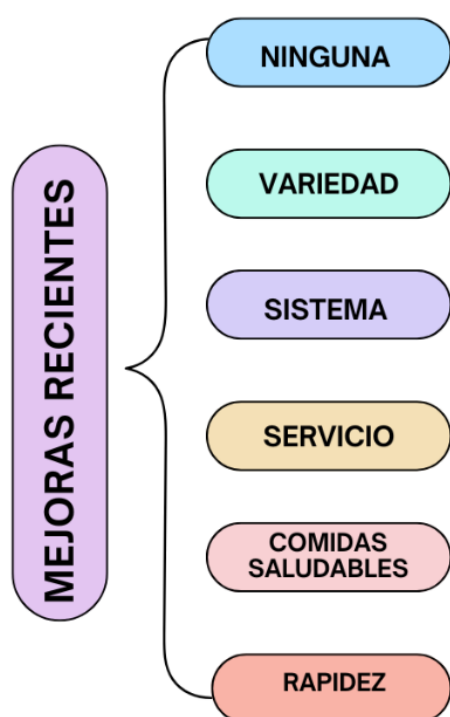 MEJORAS RECIENTES
NINGUNA
VARIEDAD
SISTEMA
SERVICIO
COMIDAS
SALUDABLES
RAPIDEZ